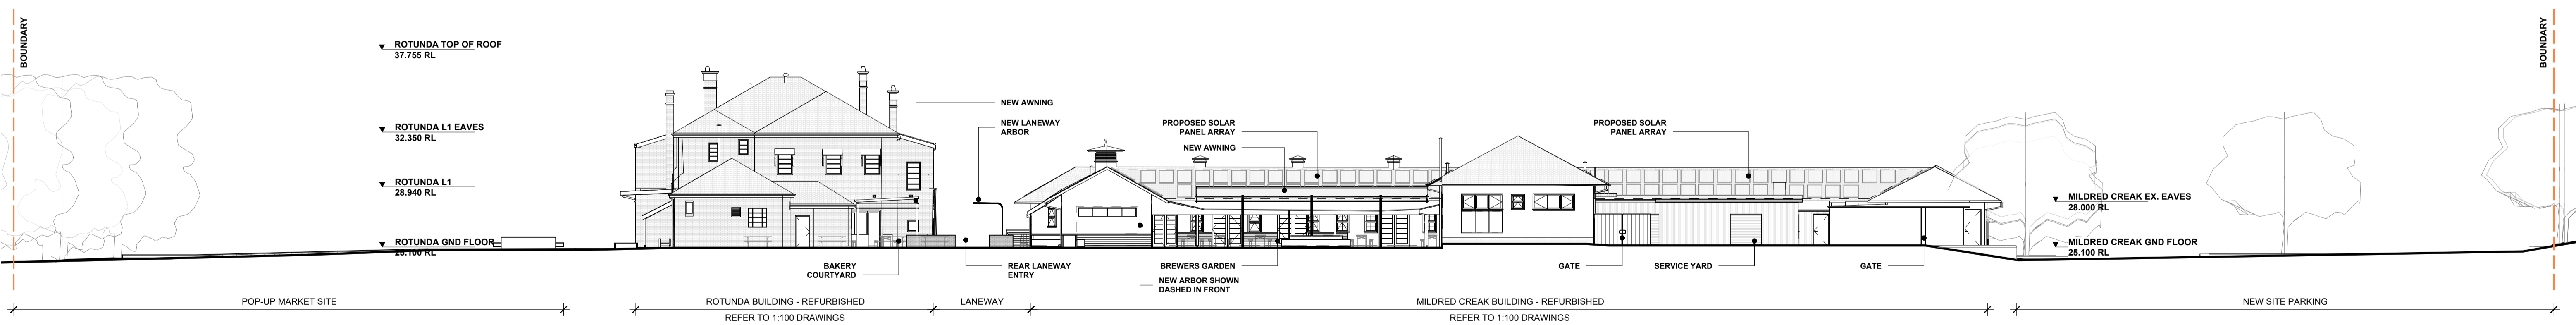 BOUNDARY
ROTUNDA TOP OF ROOF
37.755 RL
ROTUNDA L1 EAVES
32.350 RL
ROTUNDA L1
28.940 RL
ROTUNDA GND FLOOR
25.100 RL
NEW AWNING
NEW LANEWAY
ARBOR
PROPOSED SOLAR
PANEL ARRAY
NEW AWNING
PROPOSED SOLAR
PANEL ARRAY
BOUNDARY
MILDRED CREAK EX. EAVES
28.000 RL
MILDRED CREAK GND FLOOR
25.100 RL
BAKERY
COURTYARD
REAR LANEWAY
ENTRY
BREWERS GARDEN
NEW ARBOR SHOWN
DASHED IN FRONT
GATE
SERVICE YARD
GATE
POP-UP MARKET SITE
ROTUNDA BUILDING - REFURBISHED
REFER TO 1:100 DRAWINGS
LANEWAY
MILDRED CREAK BUILDING - REFURBISHED
REFER TO 1:100 DRAWINGS
NEW SITE PARKING